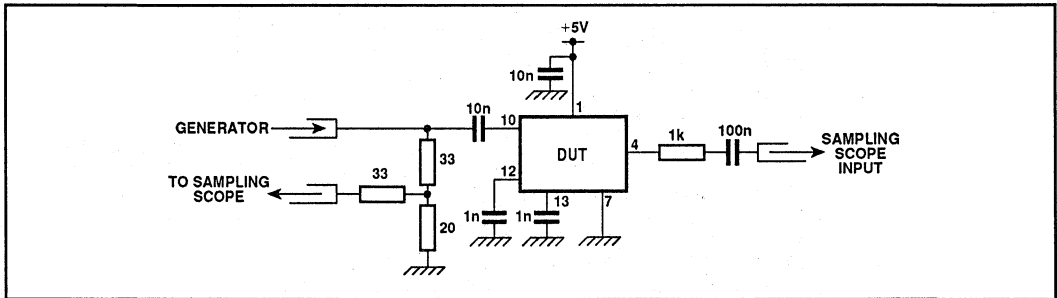 +5V
10n
10n
10
1
GENERATOR
33
DUT
4
1k
100n
SAMPLING
SCOPE
INPUT
TO SAMPLING
SCOPE
33
12
13
7
20
1n
1n